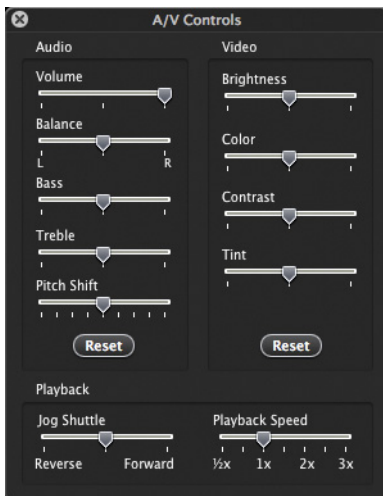 A/V Controls
Audio
Volume
Balance
L R
Bass
Treble
Pitch Shift
Reset
Video
Brightness
Color
Contrast
Tint
Reset
Playback
Jog Shuttle
Reverse Forward
Playback Speed
½x 1x 2x 3x